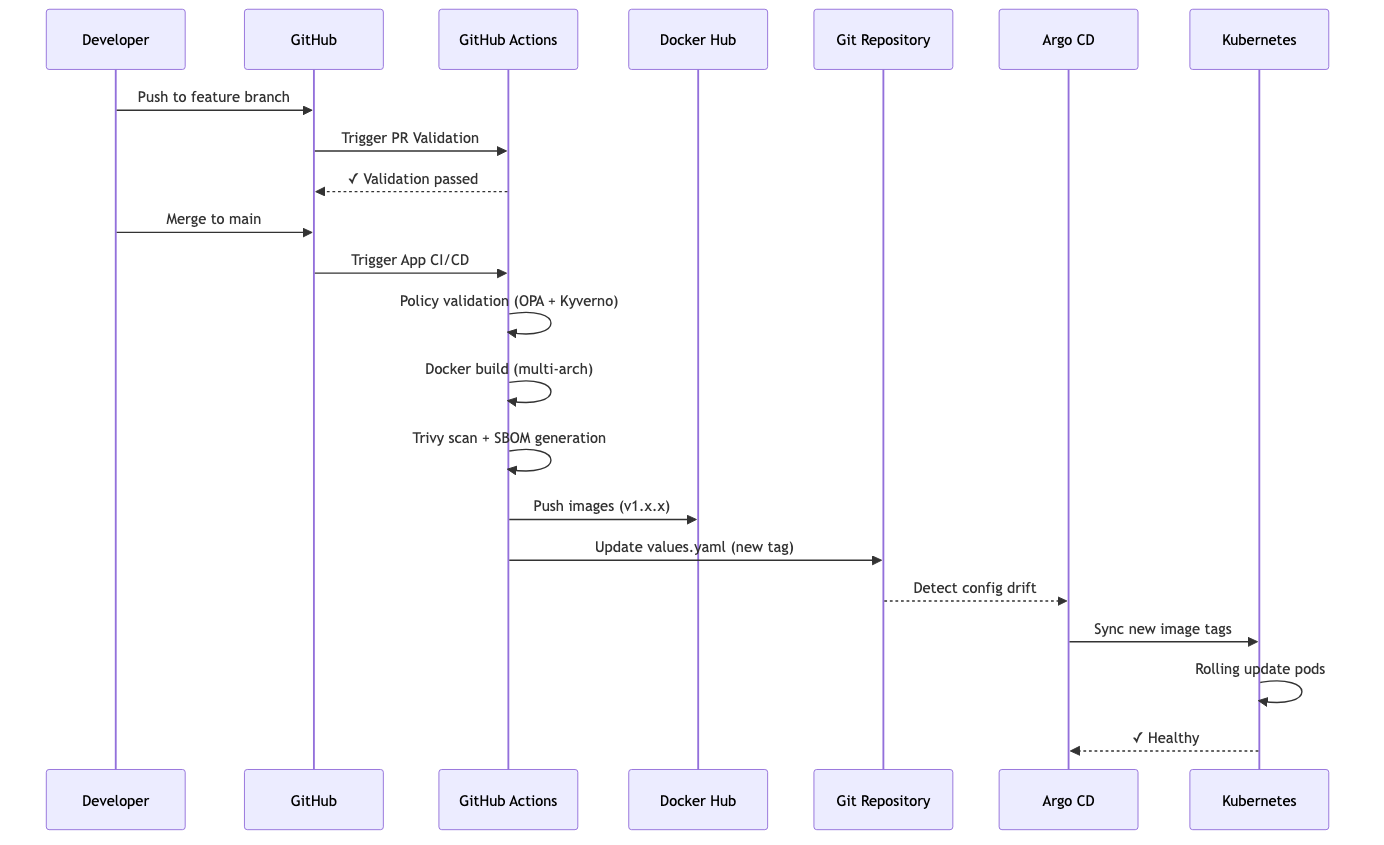 Developer
GitHub
GitHub Actions
Docker Hub
Git Repository
Argo CD
Kubernetes
Push to feature branch
Trigger PR Validation
✓ Validation passed
Merge to main
Trigger App CI/CD
Policy validation (OPA + Kyverno)
Docker build (multi-arch)
Trivy scan + SBOM generation
Push images (v1.x.x)
Update values.yaml (new tag)
Detect config drift
Sync new image tags
Rolling update pods
✓ Healthy
Developer
GitHub
GitHub Actions
Docker Hub
Git Repository
Argo CD
Kubernetes